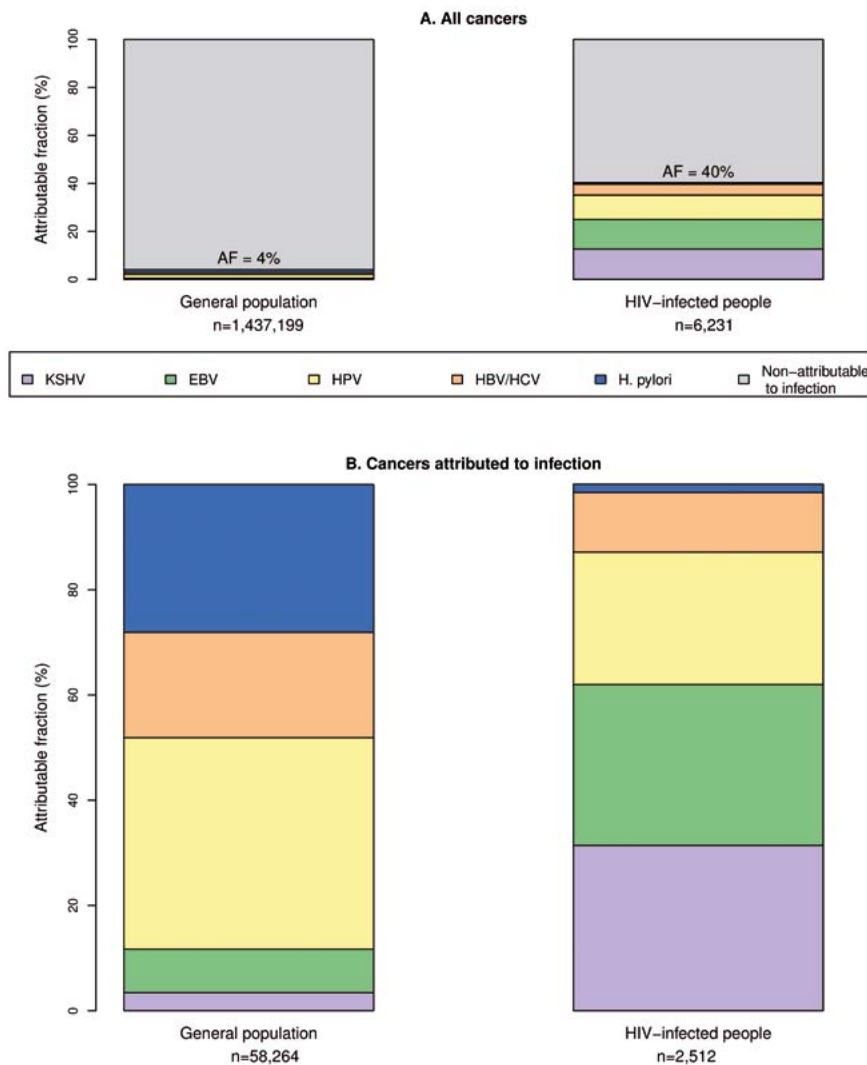 A. All cancers
Attributable fraction (%)
100
80
60
40
20
0
AF = 4%
AF = 40%
General population
n=1,437,199
HIV−infected people
n=6,231
KSHV
EBV
HPV
HBV/HCV
H. pylori
Non−attributable
to infection
B. Cancers attributed to infection
Attributable fraction (%)
100
80
60
40
20
0
General population
n=58,264
HIV−infected people
n=2,512